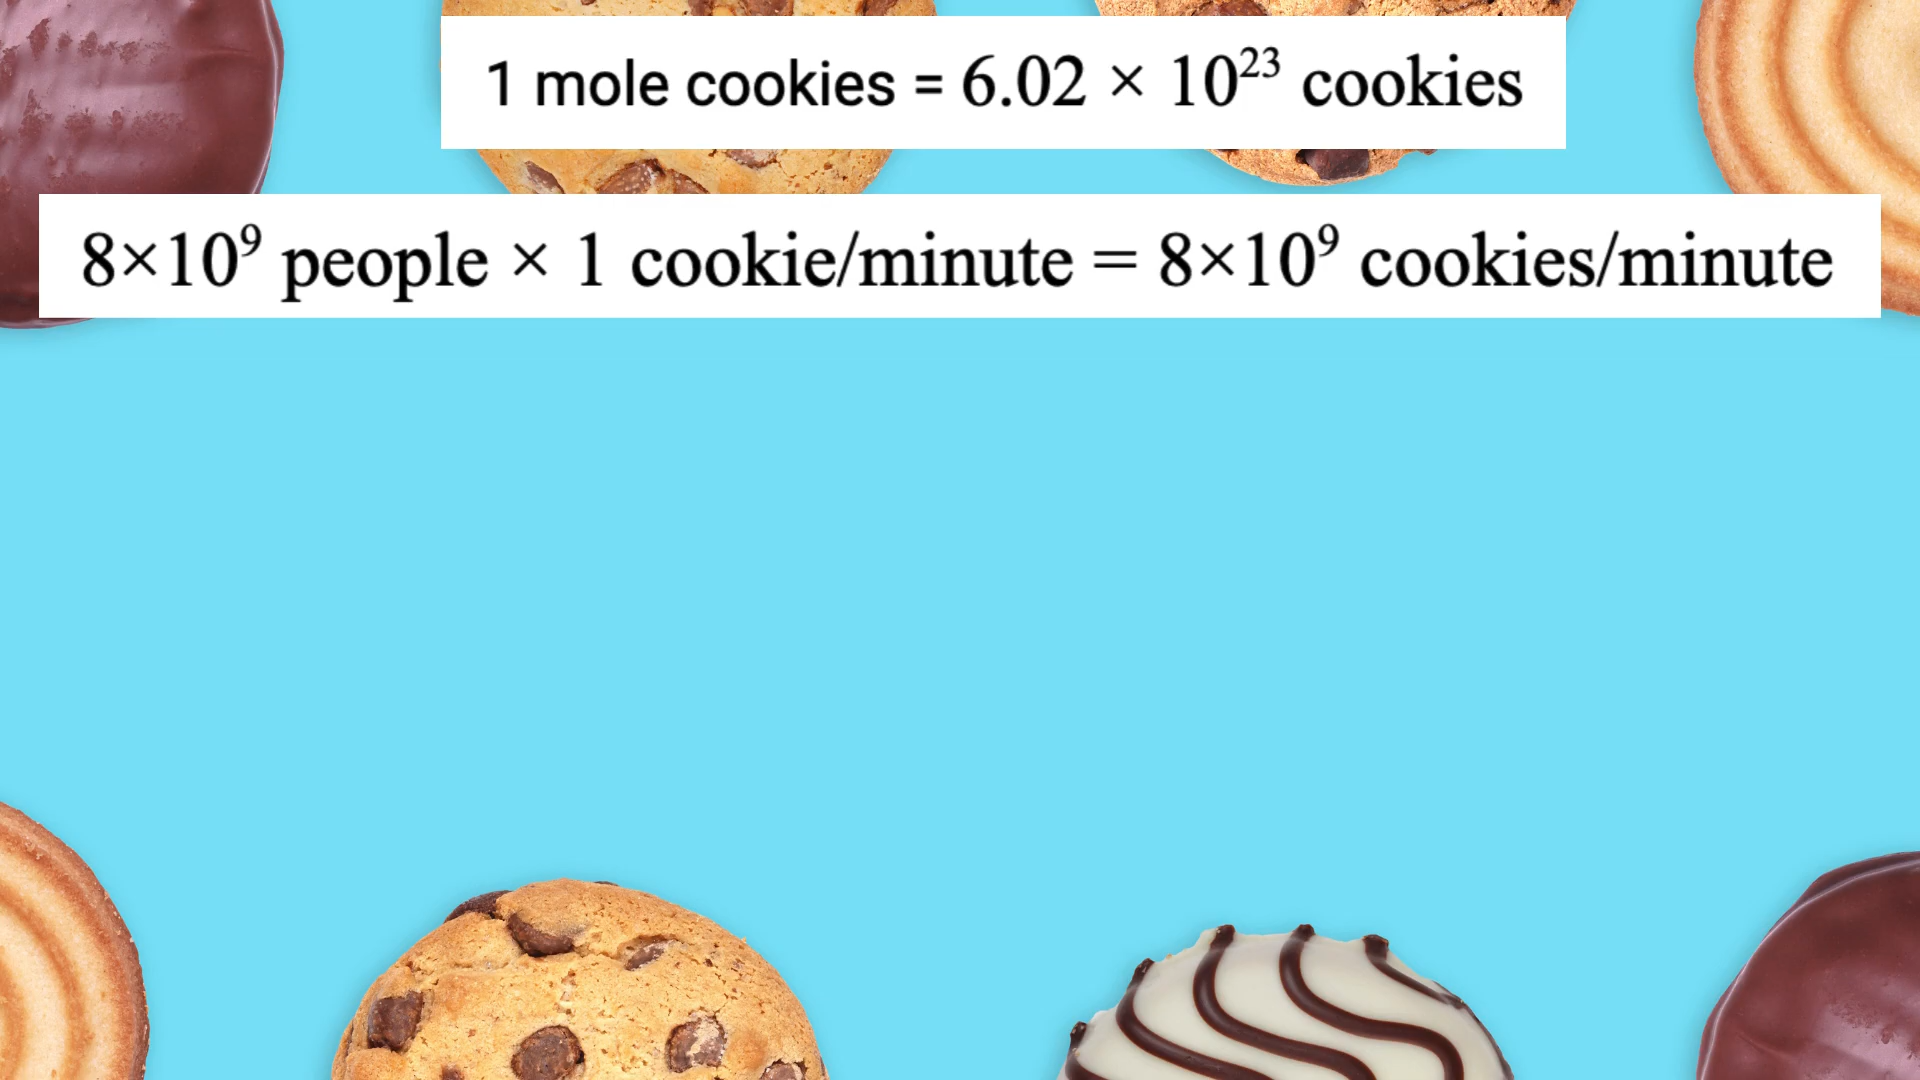 1 mole cookies = 6.02 × 10²³ cookies
8×10⁹ people × 1 cookie/minute = 8×10⁹ cookies/minute